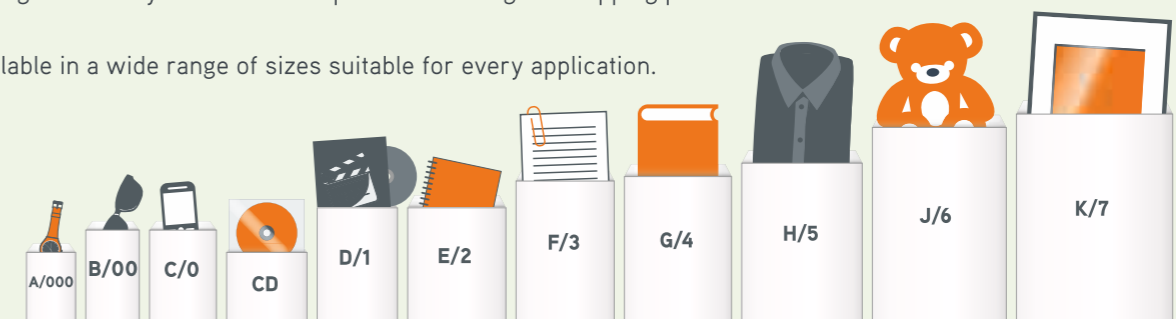 lable in a wide range of sizes suitable for every application.
A/000
B/00
C/0
CD
D/1
E/2
F/3
G/4
H/5
J/6
K/7